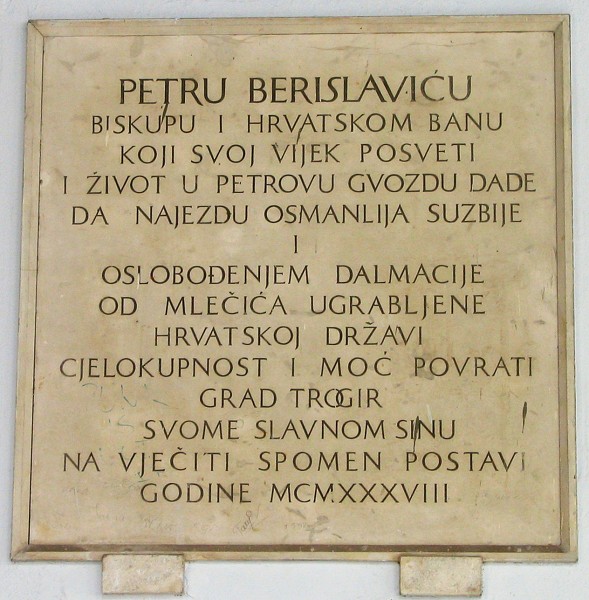 PETRU BERISLAVIĆU
BISKUPU I HRVATSKOM BANU
KOJI SVOJ VIJEK POSVETI
I ŽIVOT U PETROVU GVOZDU DADE
DA NAJEZDU OSMANLIJA SUZBIJE
I
OSLOBOĐENJEM DALMACIJE
OD MLEČIĆA UGRABLJENE
HRVATSKOJ DRŽAVI
CJELOKUPNOST I MOĆ POVRATI
GRAD TROGIR
SVOME SLAVNOM SINU
NA VJEČITI SPOMEN POSTAVI
GODINE MCMXXXVIII